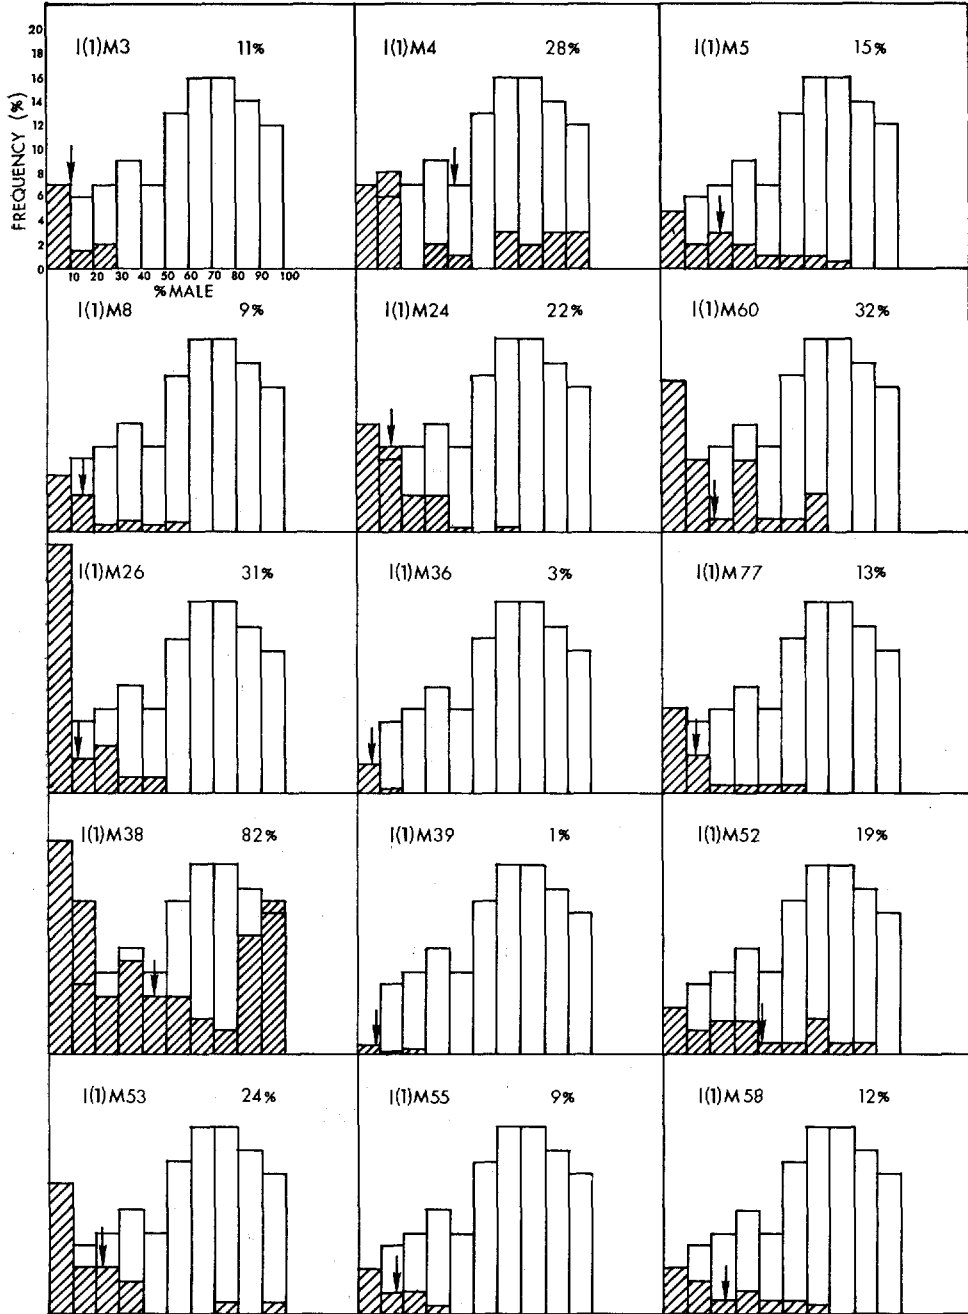 22
20
18
16
14
12
10
8
6
4
2
0
FREQUENCY (%)
10 20 30 40 50 60 70 80 90 100
%MALE
l(1)M3 11%
l(1)M4 28%
l(1)M5 15%
l(1)M8 9%
l(1)M24 22%
l(1)M60 32%
l(1)M26 31%
l(1)M36 3%
l(1)M77 13%
l(1)M38 82%
l(1)M39 1%
l(1)M52 19%
l(1)M53 24%
l(1)M55 9%
l(1)M58 12%